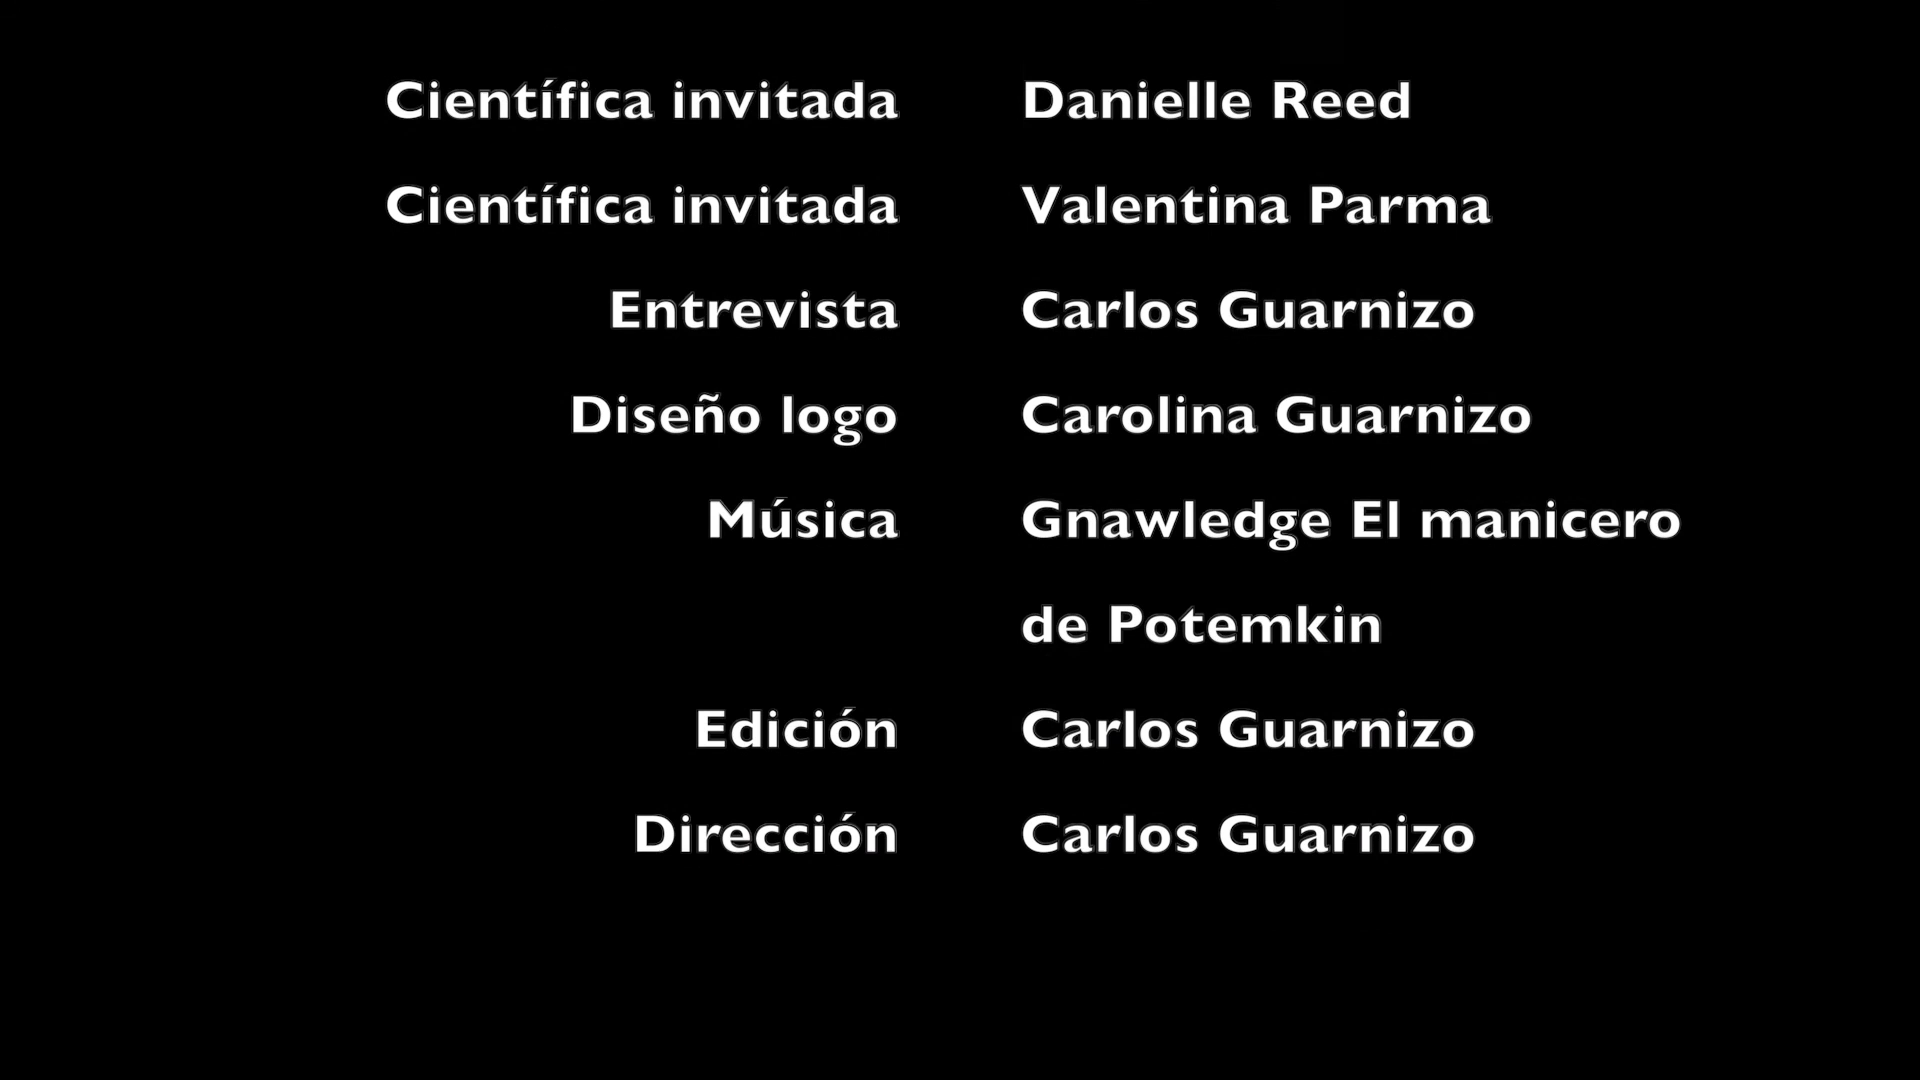 Científica invitada Danielle Reed
Científica invitada Valentina Parma
Entrevista Carlos Guarnizo
Diseño logo Carolina Guarnizo
Música Gnawledge El manicero
de Potemkin
Edición Carlos Guarnizo
Dirección Carlos Guarnizo